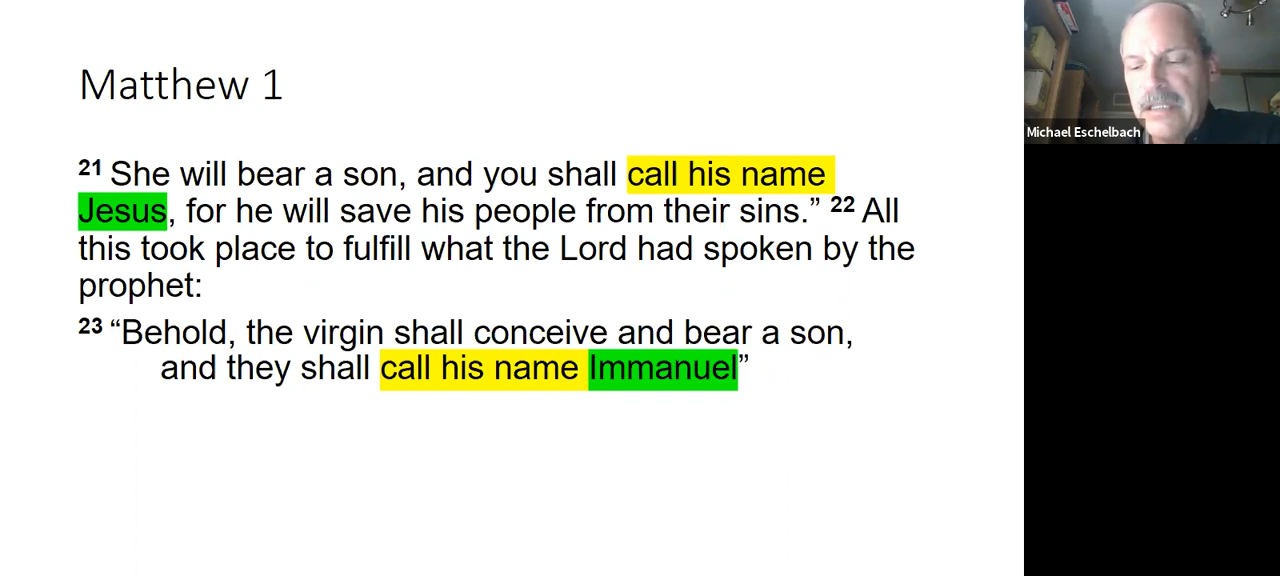 Matthew 1
21 She will bear a son, and you shall call his name
Jesus, for he will save his people from their sins.” 22 All
this took place to fulfill what the Lord had spoken by the
prophet:
23 “Behold, the virgin shall conceive and bear a son,
and they shall call his name Immanuel”
Michael Eschelbach